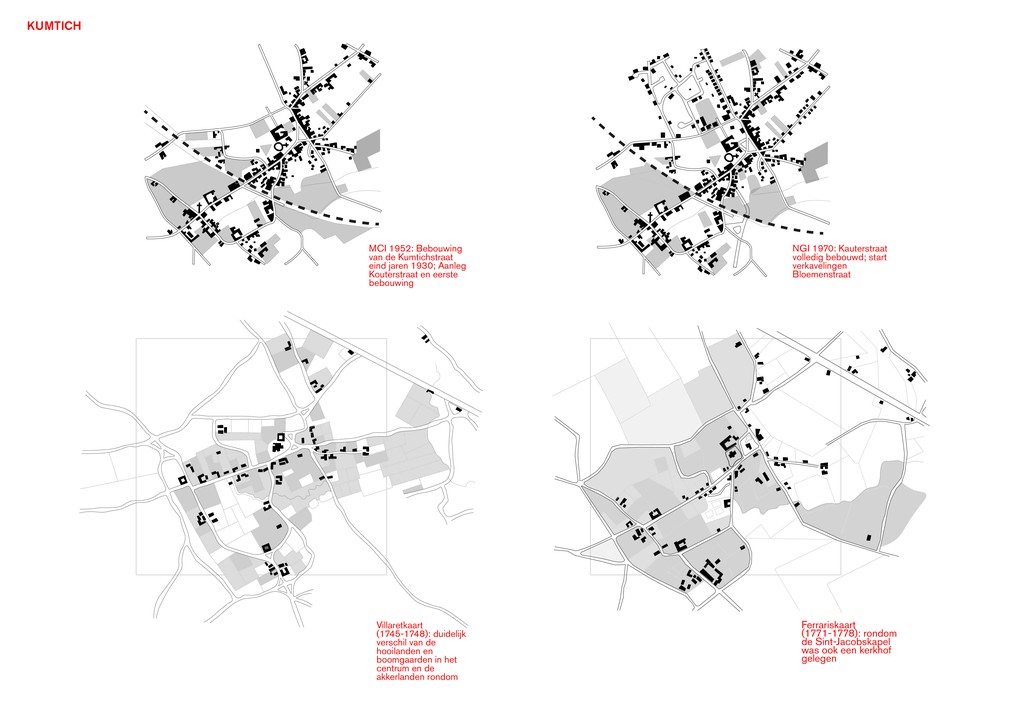 KUMTICH
MCI 1952: Bebouwing
van de Kumtichstraat
eind jaren 1930; Aanleg
Kouterstraat en eerste
bebouwing
NGI 1970: Kauterstraat
volledig bebouwd; start
verkavelingen
Bloemenstraat
Villaretkaart
(1745-1748): duidelijk
verschil van de
hooilanden en
boomgaarden in het
centrum en de
akkerlanden rondom
Ferrariskaart
(1771-1778): rondom
de Sint-Jacobskapel
was ook een kerkhof
gelegen